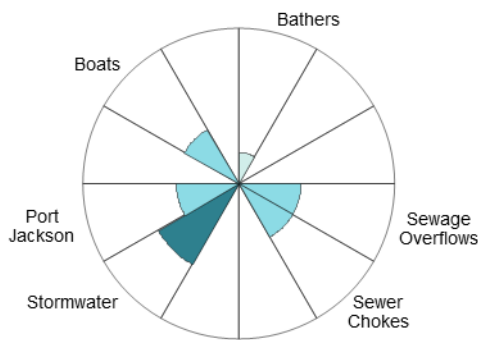 Bathers
Boats
Port
Jackson
Sewage
Overflows
Stormwater
Sewer
Chokes